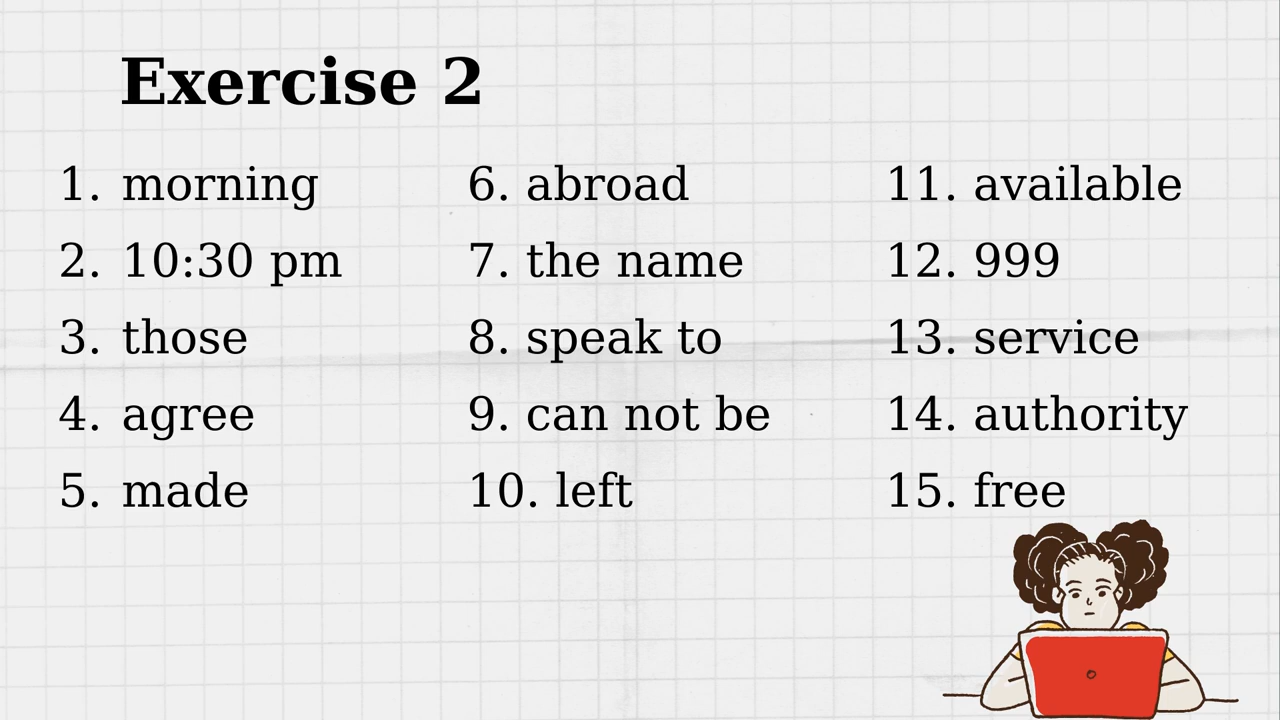 Exercise 2
1. morning
2. 10:30 pm
3. those
4. agree
5. made
6. abroad
7. the name
8. speak to
9. can not be
10. left
11. available
12. 999
13. service
14. authority
15. free